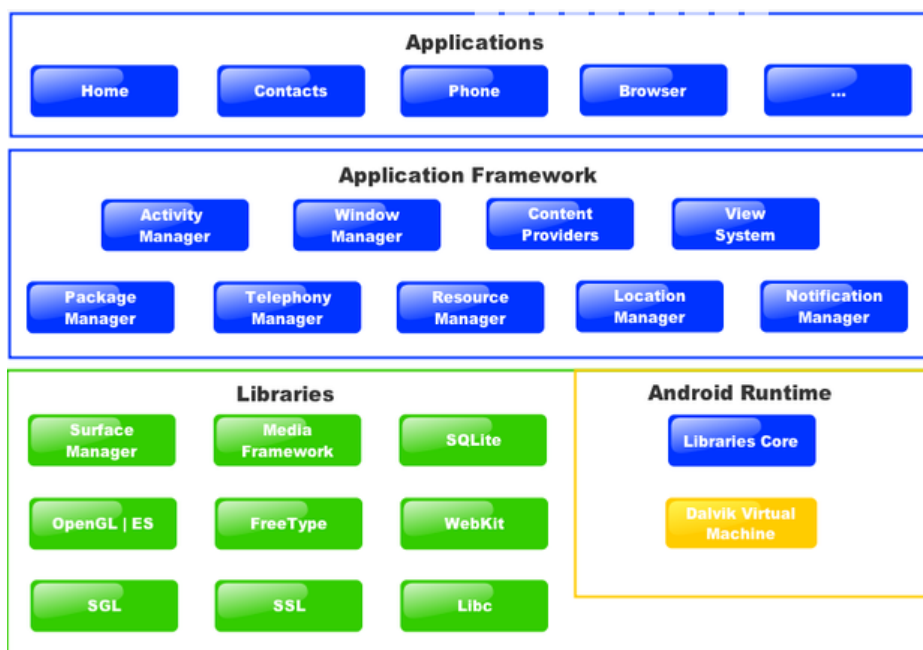 Applications
Home
Contacts
Phone
Browser
...
Application Framework
Activity
Manager
Window
Manager
Content
Providers
View
System
Package
Manager
Telephony
Manager
Resource
Manager
Location
Manager
Notification
Manager
Libraries
Surface
Manager
Media
Framework
SQLite
OpenGL | ES
FreeType
WebKit
SGL
SSL
Libc
Android Runtime
Libraries Core
Dalvik Virtual
Machine